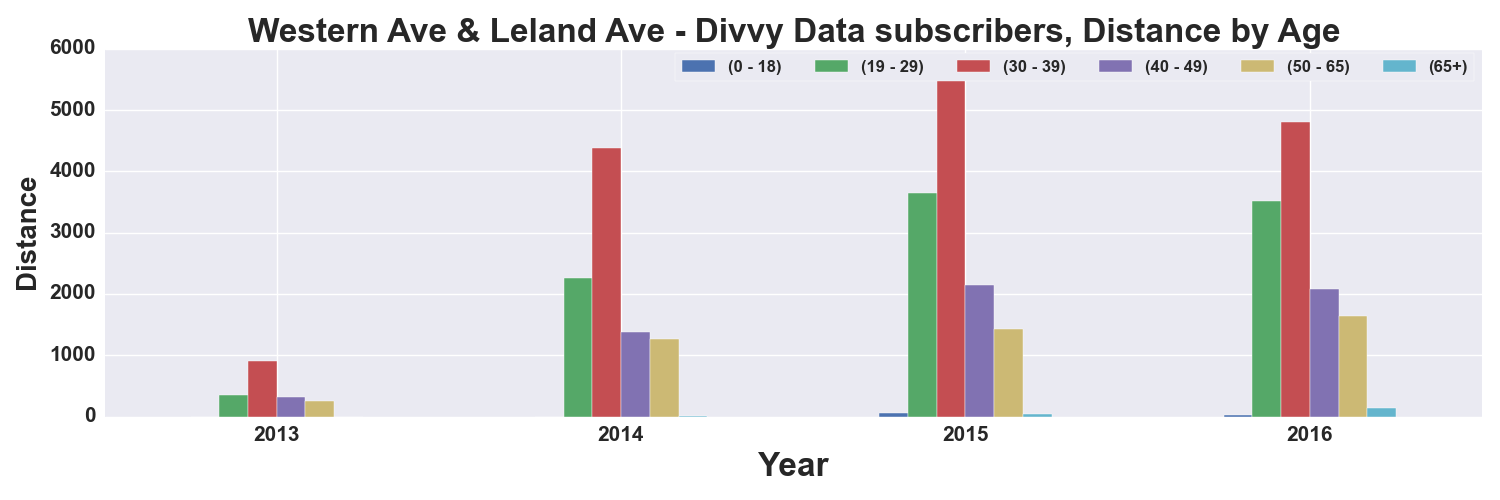 Western Ave & Leland Ave - Divvy Data subscribers, Distance by Age
6000
(0 - 18) (19 - 29) (30 - 39) (40 - 49) (50 - 65) (65+)
5000
4000
3000
2000
1000
0
Distance
2013 2014 2015 2016
Year